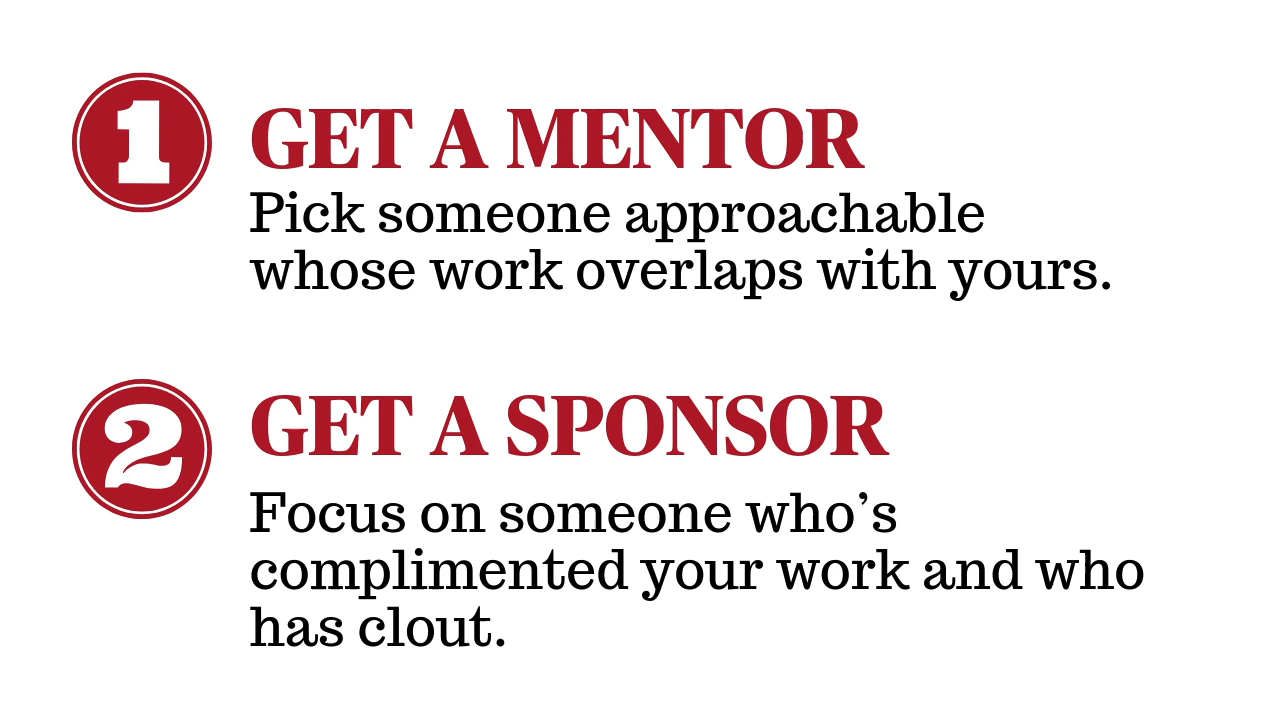 1
GET A MENTOR
Pick someone approachable
whose work overlaps with yours.
2
GET A SPONSOR
Focus on someone who’s
complimented your work and who
has clout.